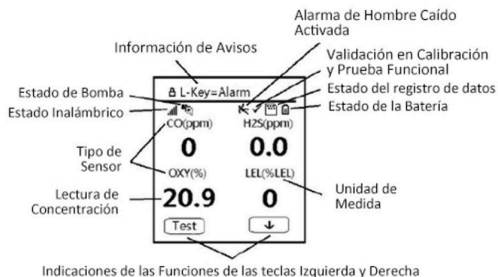 Alarma de Hombre Caído
Activada
Información de Avisos
Validación en Calibración
y Prueba Funcional
L-Key=Alarm
Estado de Bomba
Estado del registro de datos
Estado Inalámbrico
Estado de la Batería
CO(ppm) H2S(ppm)
0 0.0
Tipo de
Sensor
OXY(%) LEL(%LEL)
Lectura de
Concentración
20.9 0
Unidad de
Medida
Test
Indicaciones de las Funciones de las teclas Izquierda y Derecha